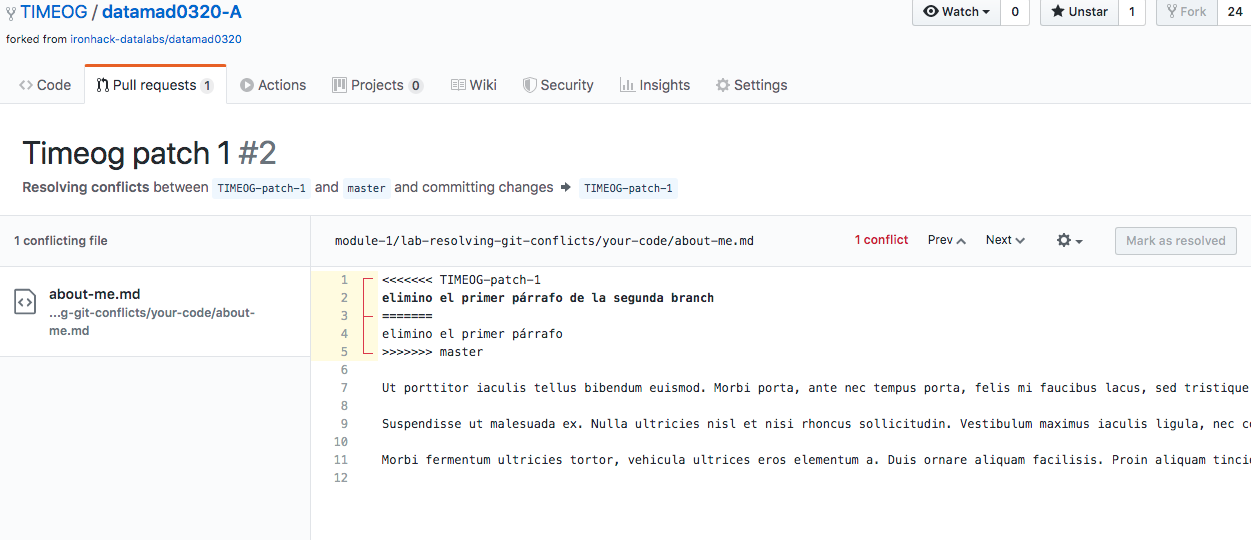 TIMEOG / datamad0320-A
Watch 0 Unstar 1 Fork 24
forked from ironhack-datalabs/datamad0320
Code Pull requests 1 Actions Projects 0 Wiki Security Insights Settings
Timeog patch 1 #2
Resolving conflicts between TIMEOG-patch-1 and master and committing changes TIMEOG-patch-1
1 conflicting file
module-1/lab-resolving-git-conflicts/your-code/about-me.md 1 conflict Prev Next Mark as resolved
about-me.md
...g-git-conflicts/your-code/about-
me.md
1 <<<<<<< TIMEOG-patch-1
2 elimino el primer párrafo de la segunda branch
3 =======
4 elimino el primer párrafo
5 >>>>>>> master
6
7 Ut porttitor iaculis tellus bibendum euismod. Morbi porta, ante nec tempus porta, felis mi faucibus lacus, sed tristique
8
9 Suspendisse ut malesuada ex. Nulla ultricies nisl et nisi rhoncus sollicitudin. Vestibulum maximus iaculis ligula, nec
10
11 Morbi fermentum ultricies tortor, vehicula ultrices eros elementum a. Duis ornare aliquam facilisis. Proin aliquam
12